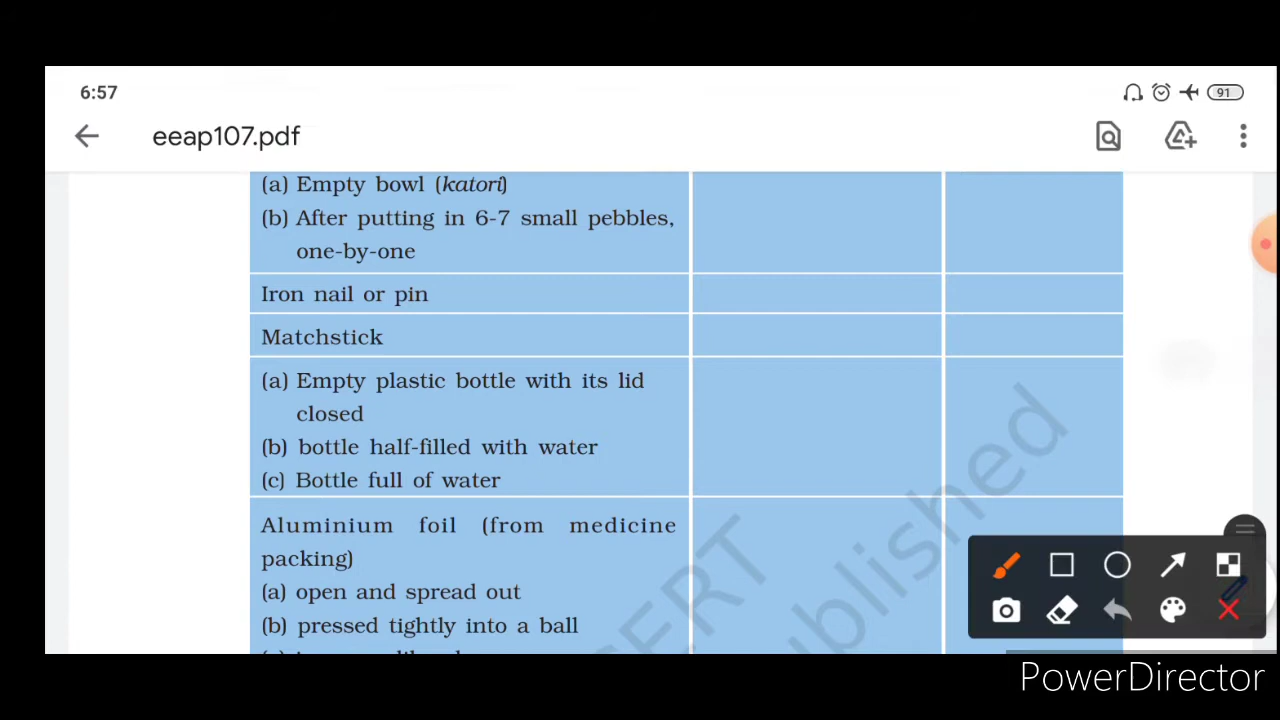 6:57
91
eeap107.pdf
(a) Empty bowl (katori)
(b) After putting in 6-7 small pebbles,
one-by-one
Iron nail or pin
Matchstick
(a) Empty plastic bottle with its lid
closed
(b) bottle half-filled with water
(c) Bottle full of water
Aluminium foil (from medicine
packing)
(a) open and spread out
(b) pressed tightly into a ball
PowerDirector